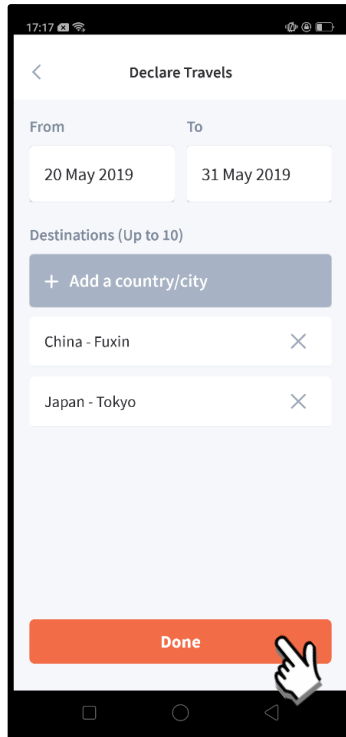 17:17
Declare Travels
From To
20 May 2019 31 May 2019
Destinations (Up to 10)
+ Add a country/city
China - Fuxin
Japan - Tokyo
Done